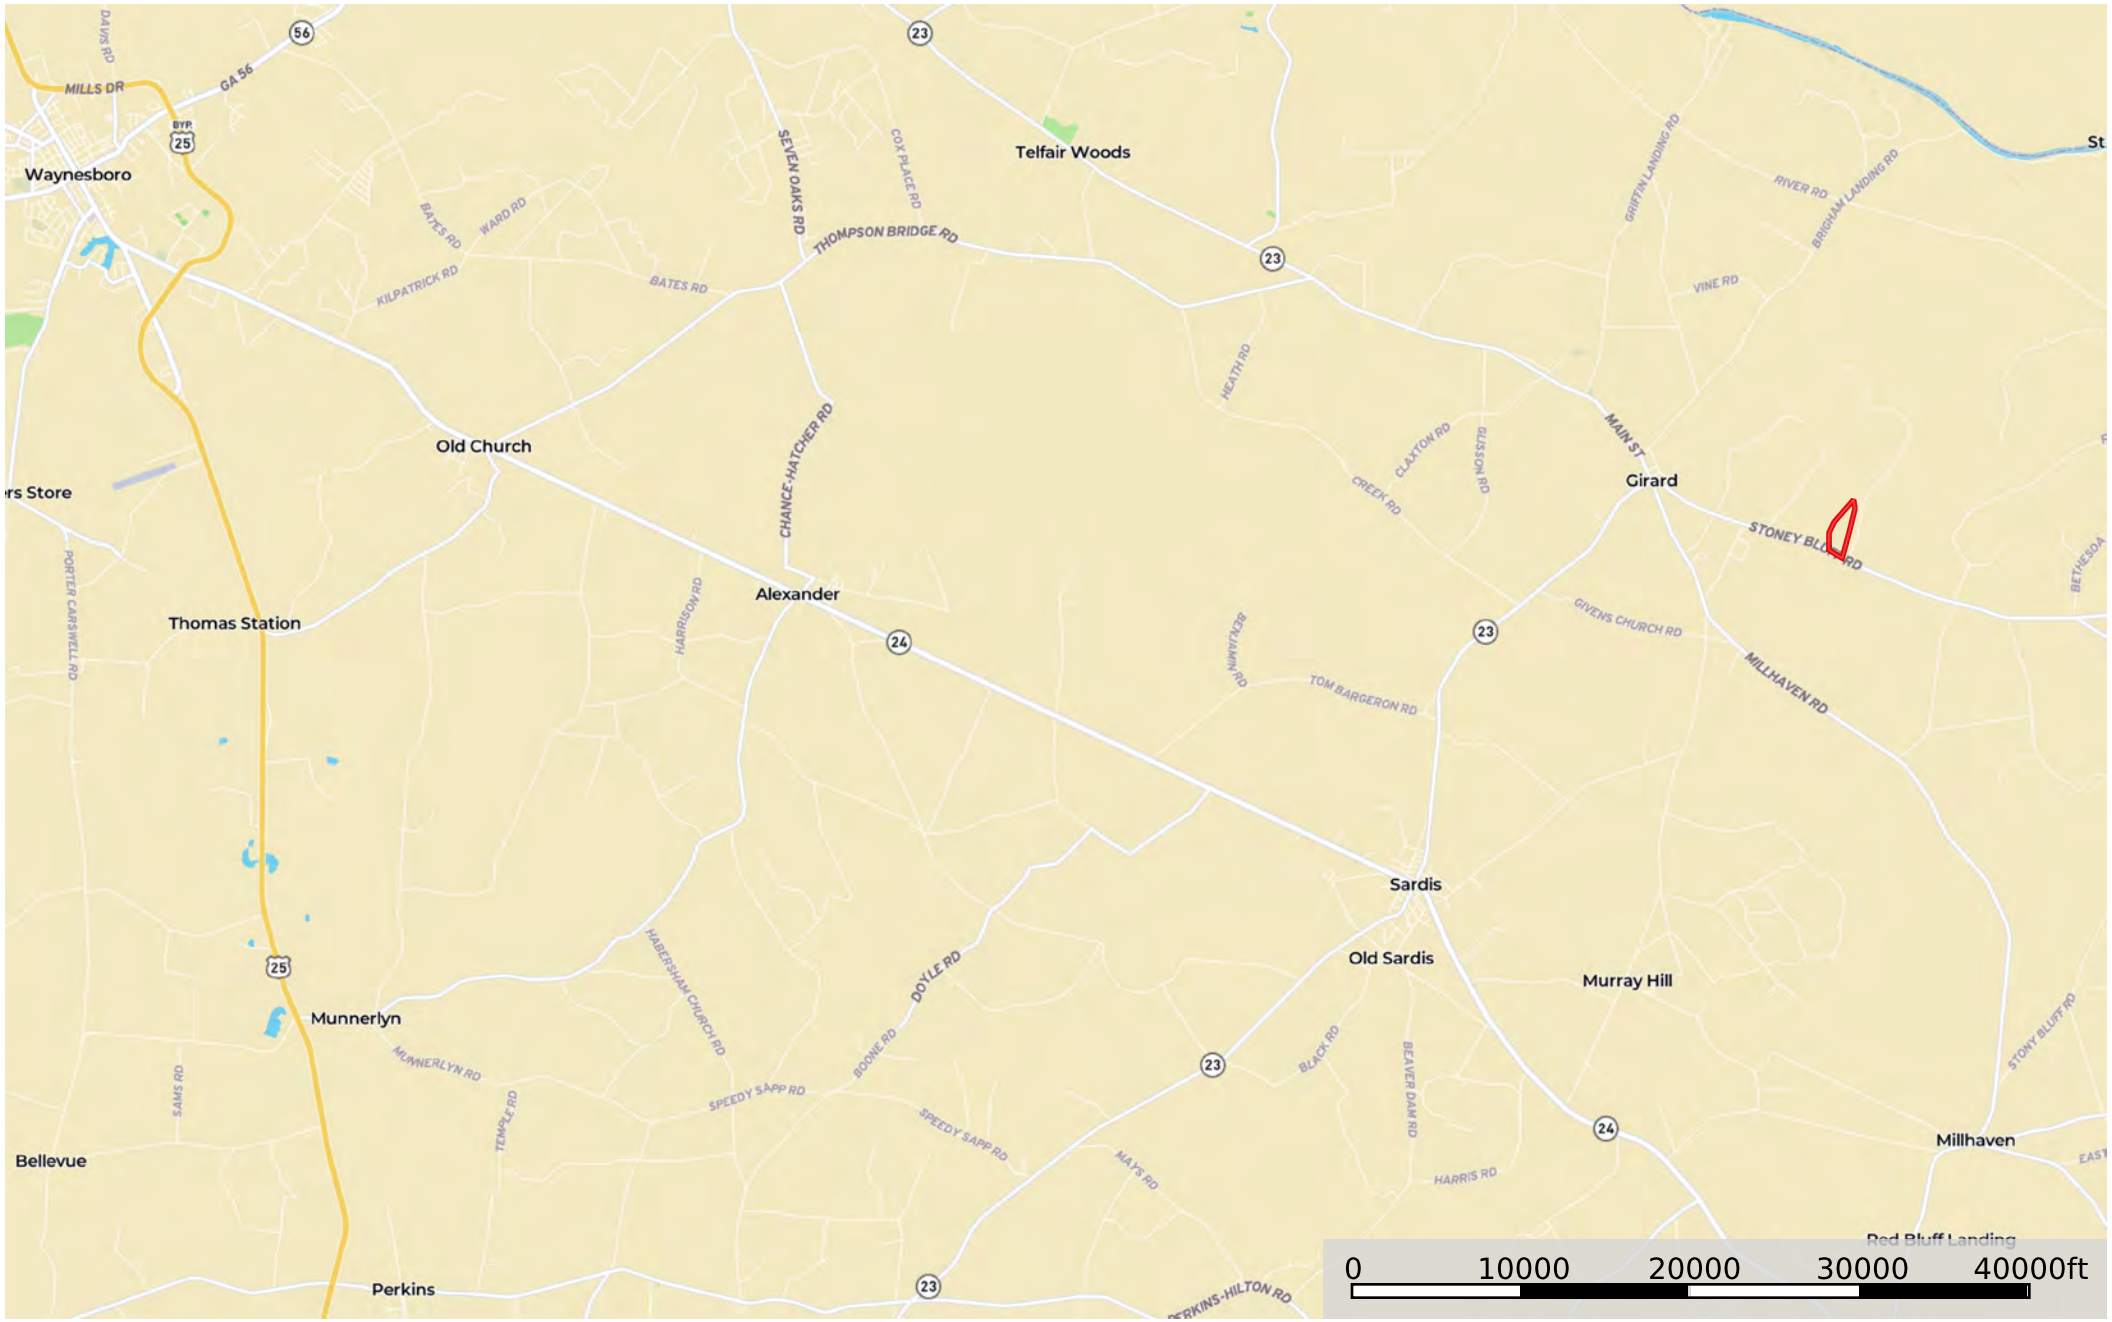 DAVIS RD
56
23
MILLS DR
GA 56
BYP.
25
Waynesboro
SEVEN OAKS RD
COX PLACE RD
Telfair Woods
GRIFFIN LANDING RD
St
RIVER RD
BRIGHAM LANDING RD
BATES RD
WARD RD
THOMPSON BRIDGE RD
23
KILPATRICK RD
BATES RD
VINE RD
HEATH RD
Old Church
CHANCE-HATCHER RD
CLAXTON RD
GLISSON RD
MAIN ST
ers Store
CREEK RD
Girard
STONEY BLUFF RD
BETHESDA
PORTER CARSWELL RD
HARRISON RD
Alexander
Thomas Station
24
BENJAMIN RD
GIVENS CHURCH RD
23
TOM BARGERON RD
MILLHAVEN RD
Sardis
HABERSHAM CHURCH RD
DOYLE RD
Old Sardis
25
Murray Hill
Munnerlyn
STONY BLUFF RD
MUNNERLYN RD
BOONE RD
23
BLACK RD
BEAVER DAM RD
SAMS RD
TEMPLE RD
SPEEDY SAPP RD
SPEEDY SAPP RD
24
Millhaven
Bellevue
MAYS RD
HARRIS RD
EAST
Red Bluff Landing
Perkins
23
PERKINS-HILTON RD
0 10000 20000 30000 40000ft